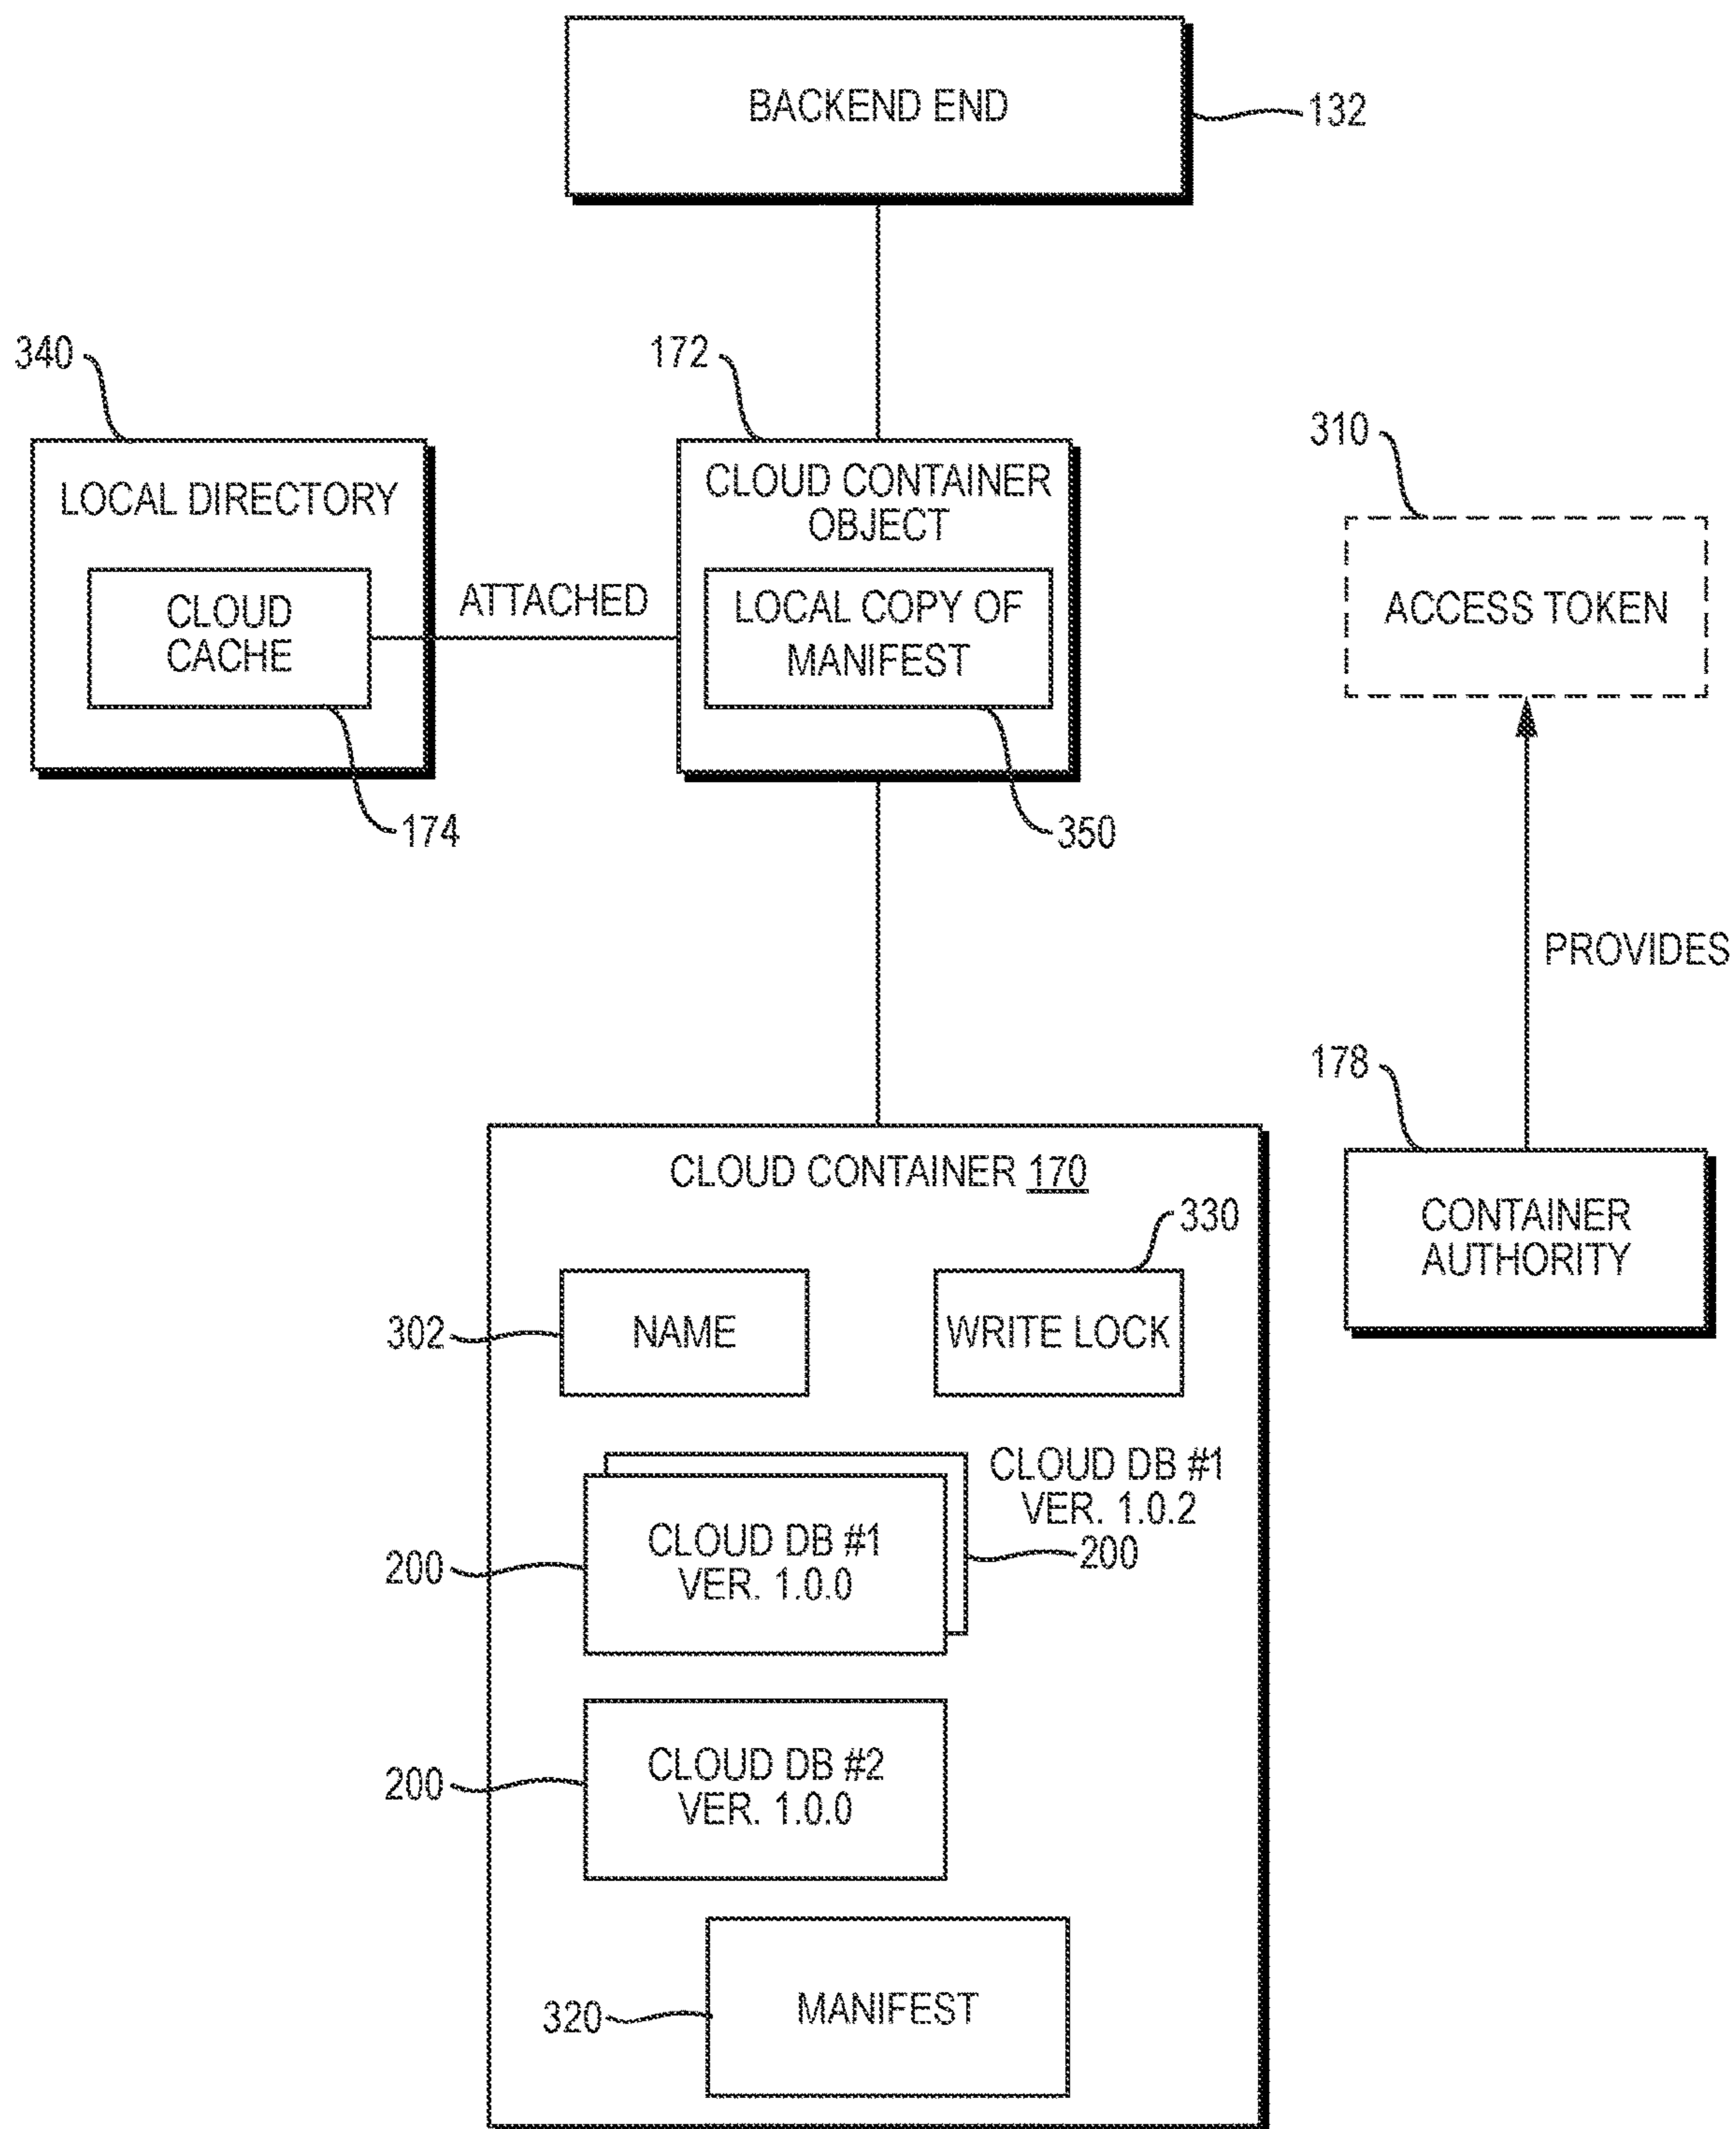 BACKEND END
132
340
172
310
LOCAL DIRECTORY
CLOUD CONTAINER
OBJECT
CLOUD
CACHE
ATTACHED
LOCAL COPY OF
MANIFEST
ACCESS TOKEN
174
350
PROVIDES
178
CLOUD CONTAINER 170
330
CONTAINER
AUTHORITY
302
NAME
WRITE LOCK
CLOUD DB #1
VER. 1.0.2
200
200
CLOUD DB #1
VER. 1.0.0
200
CLOUD DB #2
VER. 1.0.0
320
MANIFEST